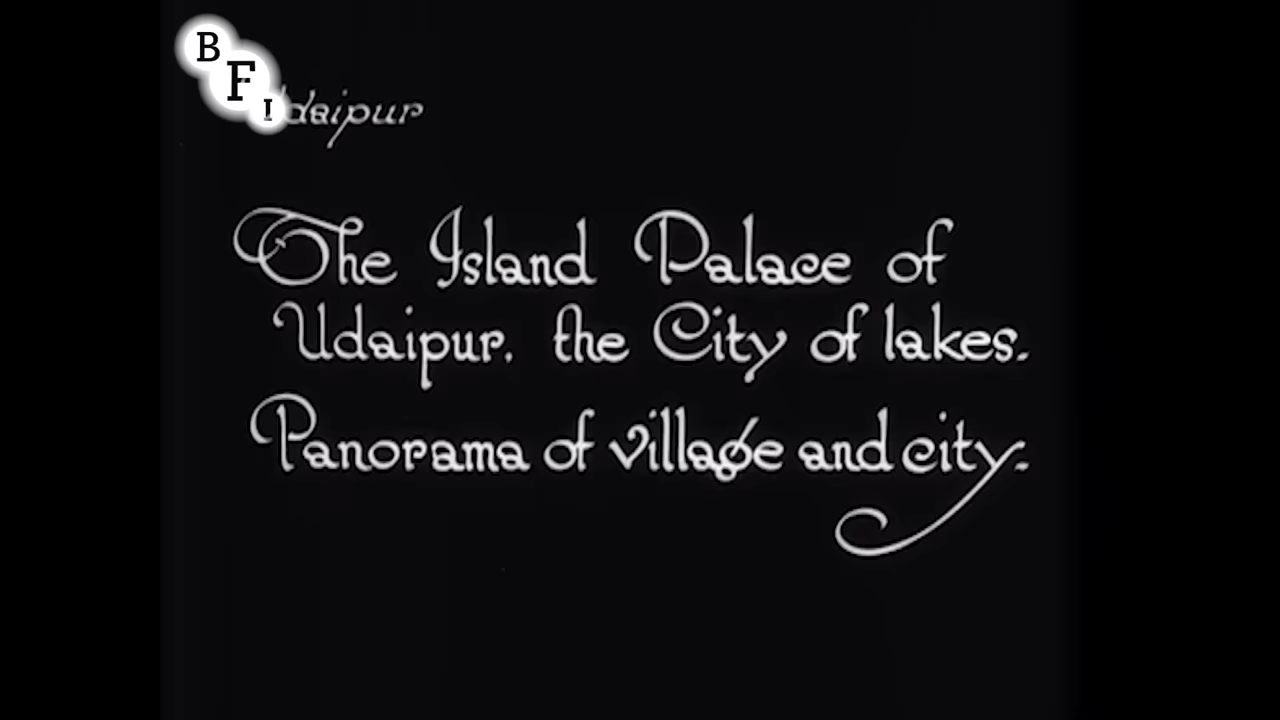 BFI
Udaipur
The Island Palace of
Udaipur, the City of lakes.
Panorama of village and city.